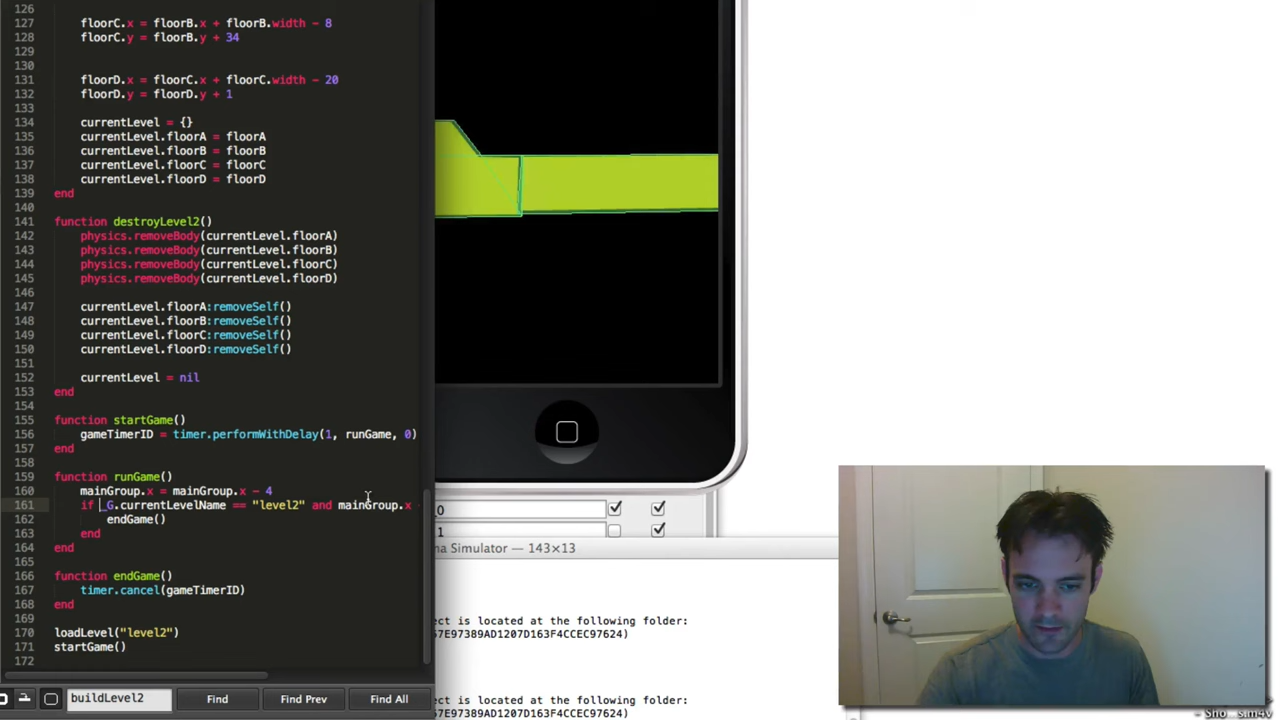 126
127 floorC.x = floorB.x + floorB.width - 8
128 floorC.y = floorB.y + 34
129
130
131 floorD.x = floorC.x + floorC.width - 20
132 floorD.y = floorD.y + 1
133
134 currentLevel = {}
135 currentLevel.floorA = floorA
136 currentLevel.floorB = floorB
137 currentLevel.floorC = floorC
138 currentLevel.floorD = floorD
139 end
140
141 function destroyLevel2()
142 physics.removeBody(currentLevel.floorA)
143 physics.removeBody(currentLevel.floorB)
144 physics.removeBody(currentLevel.floorC)
145 physics.removeBody(currentLevel.floorD)
146
147 currentLevel.floorA:removeSelf()
148 currentLevel.floorB:removeSelf()
149 currentLevel.floorC:removeSelf()
150 currentLevel.floorD:removeSelf()
151
152 currentLevel = nil
153 end
154
155 function startGame()
156 gameTimerID = timer.performWithDelay(1, runGame, 0)
157 end
158
159 function runGame()
160 mainGroup.x = mainGroup.x - 4
161 if _G.currentLevelName == "level2" and mainGroup.x
162 endGame()
163 end
164 end
165
166 function endGame()
167 timer.cancel(gameTimerID)
168 end
169
170 loadLevel("level2")
171 startGame()
172
buildLevel2 Find Find Prev Find All
_0
_1
ma Simulator — 143×13
ect is located at the following folder:
57E97389AD1207D163F4CCEC97624)
ect is located at the following folder:
57E97389AD1207D163F4CCEC97624)